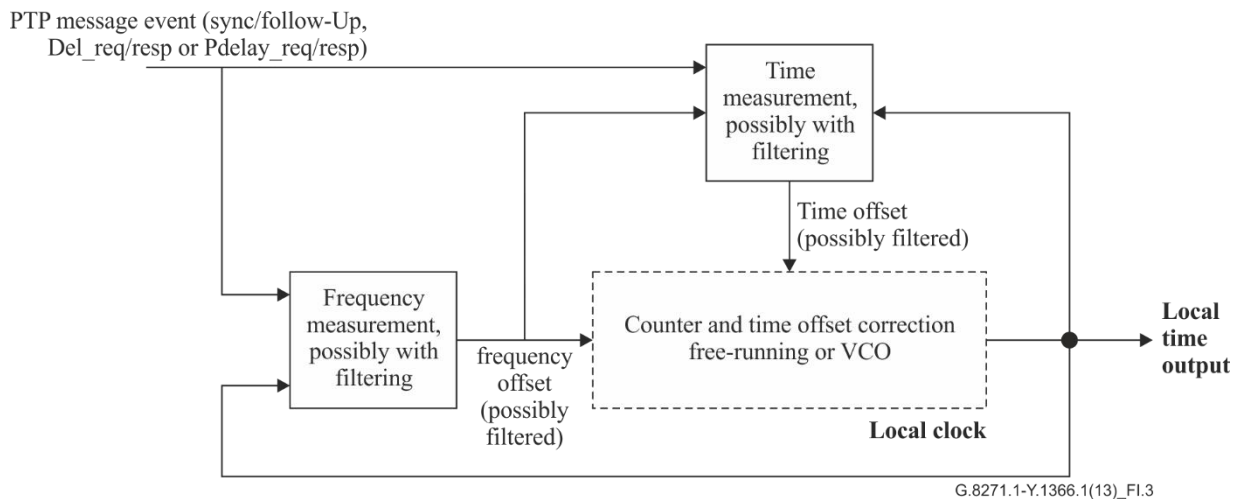 PTP message event (sync/follow-Up,
Del_req/resp or Pdelay_req/resp)
Time
measurement,
possibly with
filtering
Time offset
(possibly filtered)
Frequency
measurement,
possibly with
filtering
frequency
offset
(possibly
filtered)
Counter and time offset correction
free-running or VCO
Local clock
Local
time
output
G.8271.1-Y.1366.1(13)_FI.3